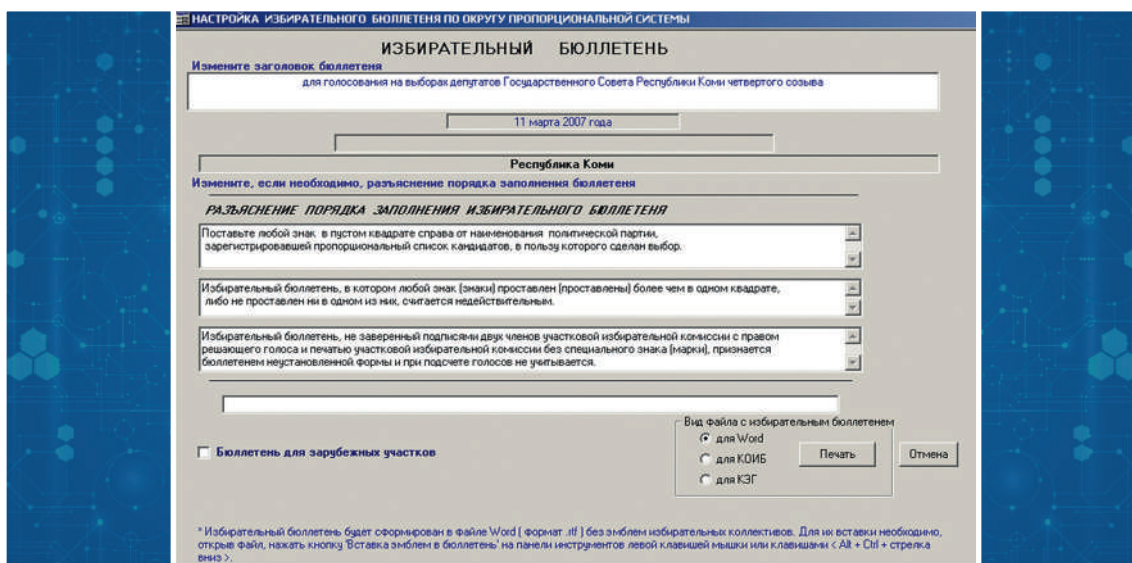 НАСТРОЙКА ИЗБИРАТЕЛЬНОГО БЮЛЛЕТЕНЯ ПО ОКРУГУ ПРОПОРЦИОНАЛЬНОЙ СИСТЕМЫ
ИЗБИРАТЕЛЬНЫЙ БЮЛЛЕТЕНЬ
Измените заголовок бюллетеня
для голосования на выборах депутатов Государственного Совета Республики Коми четвертого созыва
11 марта 2007 года
Республика Коми
Измените, если необходимо, разъяснение порядка заполнения бюллетеня
РАЗЪЯСНЕНИЕ ПОРЯДКА ЗАПОЛНЕНИЯ ИЗБИРАТЕЛЬНОГО БЮЛЛЕТЕНЯ
Поставьте любой знак в пустом квадрате справа от наименования политической партии,
зарегистрировавшей пропорциональный список кандидатов, в пользу которого сделан выбор.
Избирательный бюллетень, в котором любой знак (знаки) проставлен (проставлены) более чем в одном квадрате,
либо не проставлен ни в одном из них, считается недействительным.
Избирательный бюллетень, не заверенный подписями двух членов участковой избирательной комиссии с правом
решающего голоса и печатью участковой избирательной комиссии без специального знака (марки), признается
бюллетенем неустановленной формы и при подсчете голосов не учитывается.
Вид файла с избирательным бюллетенем
для Word
Бюллетень для зарубежных участков
для КОИБ
Печать
Отмена
для КЭГ
* Избирательный бюллетень будет сформирован в файле Word ( формат .rtf ) без эмблем избирательных коллективов. Для их вставки необходимо,
открыв файл, нажать кнопку 'Вставка эмблем в бюллетень' на панели инструментов левой клавишей мышки или клавишами < Alt + Ctrl + стрелка
вниз >.